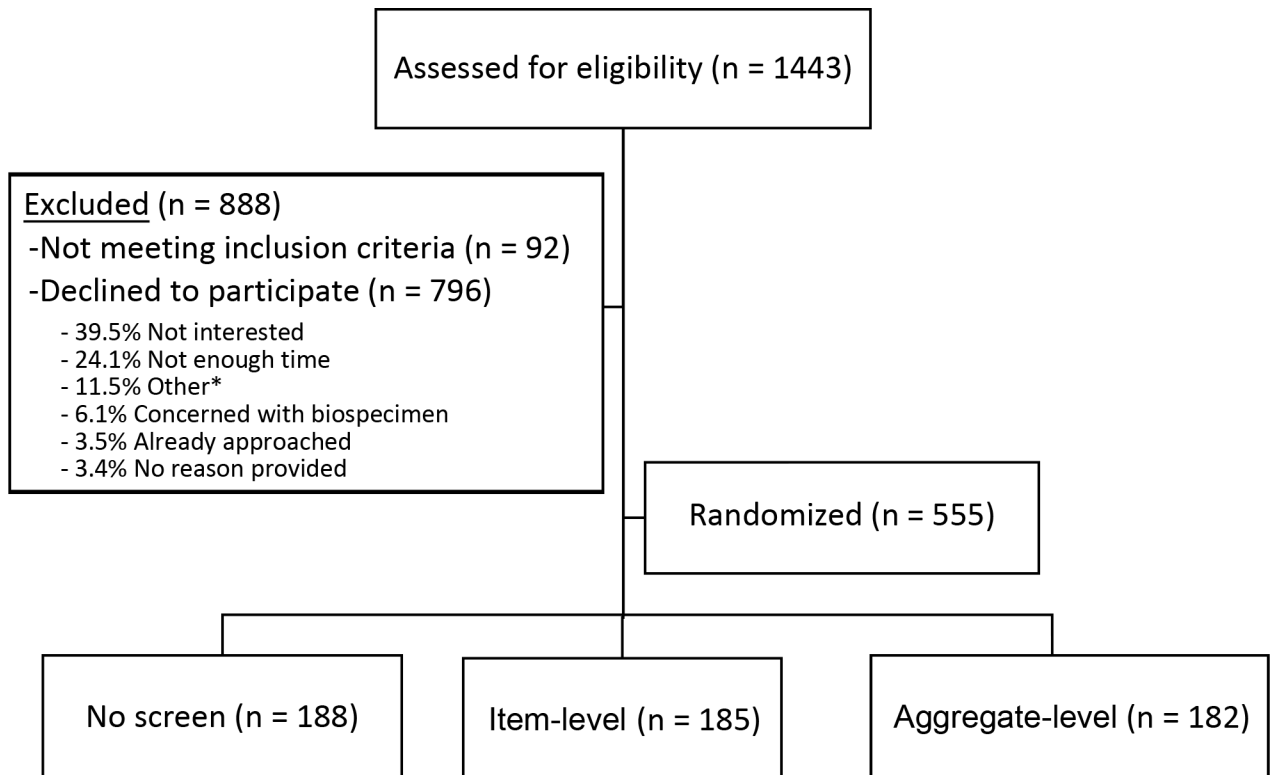 Assessed for eligibility (n = 1443)
Excluded (n = 888)
-Not meeting inclusion criteria (n = 92)
-Declined to participate (n = 796)
- 39.5% Not interested
- 24.1% Not enough time
- 11.5% Other*
- 6.1% Concerned with biospecimen
- 3.5% Already approached
- 3.4% No reason provided
Randomized (n = 555)
No screen (n = 188)
Item-level (n = 185)
Aggregate-level (n = 182)